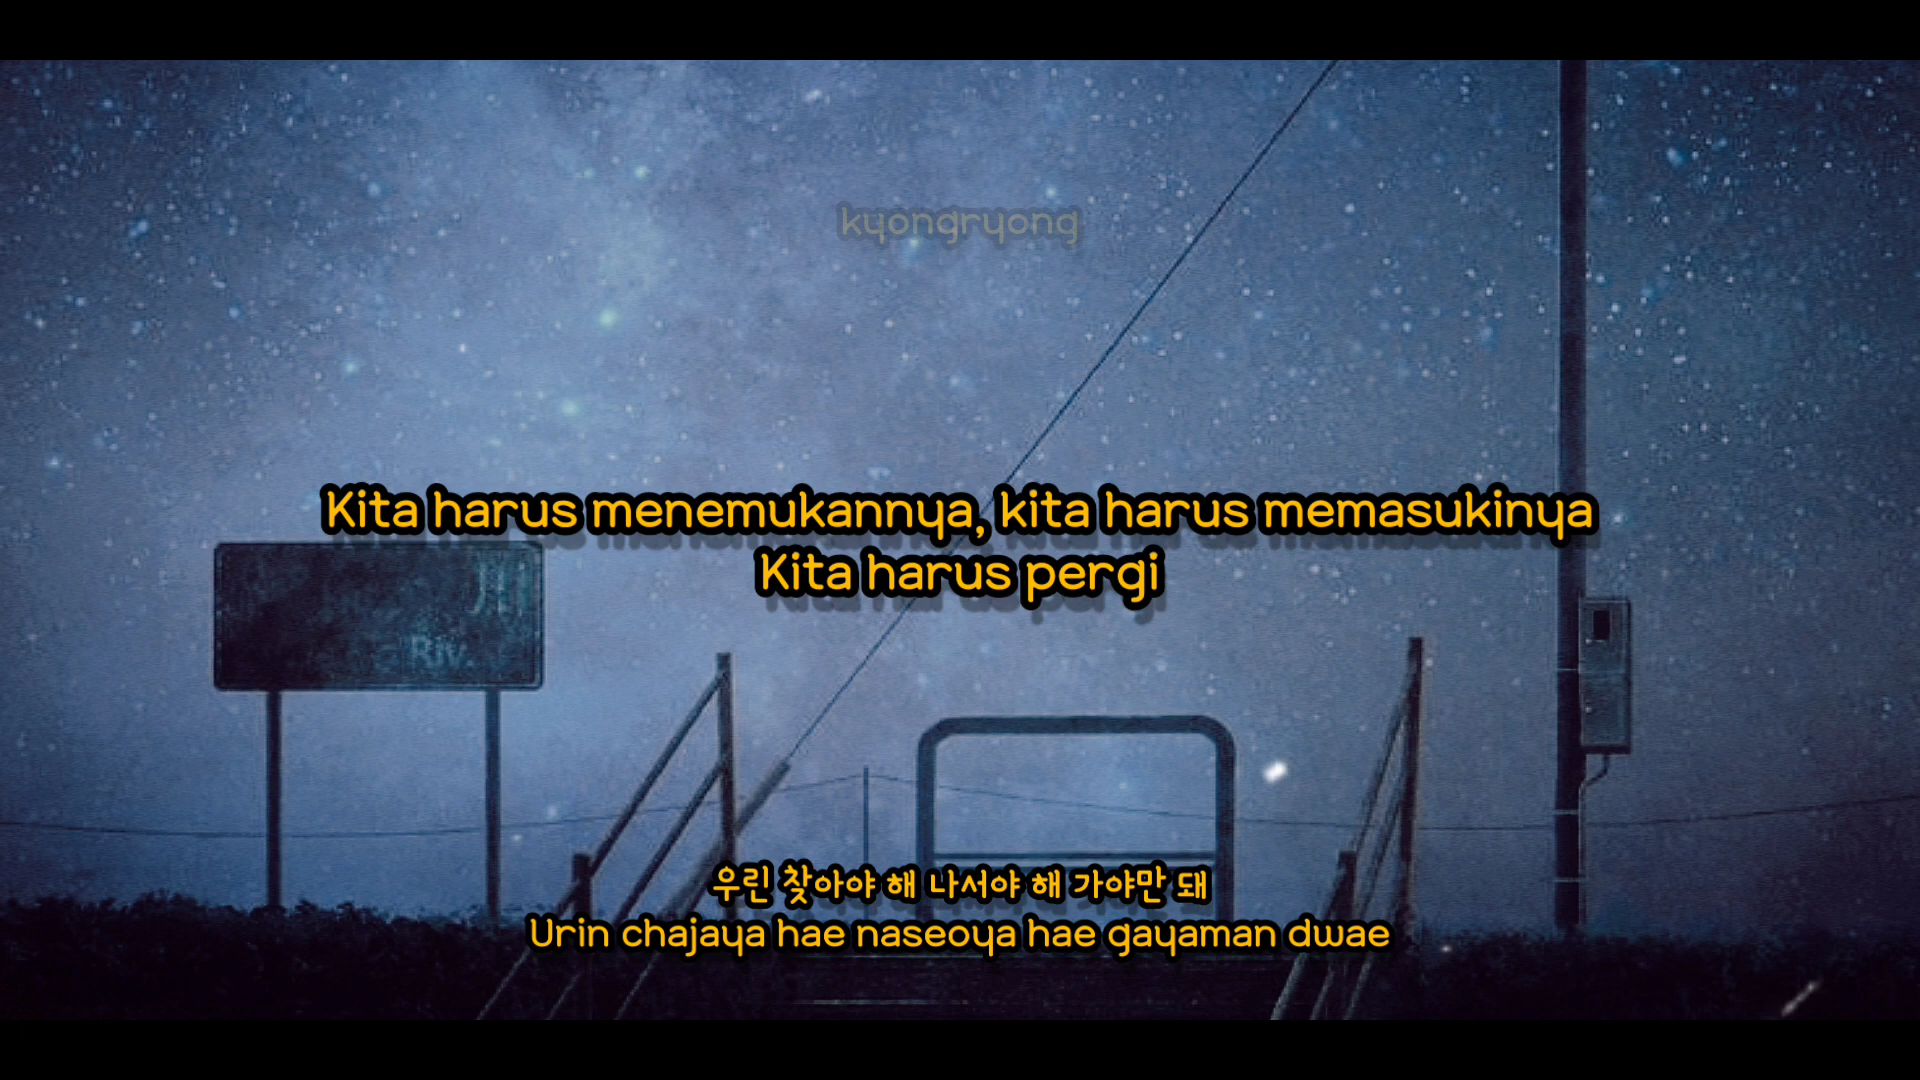 kyongryong
Kita harus menemukannya, kita harus memasukinya
Kita harus pergi
Riv.
우린 찾아야 해 나서야 해 가야만 돼
Urin chajaya hae naseoya hae gayaman dwae